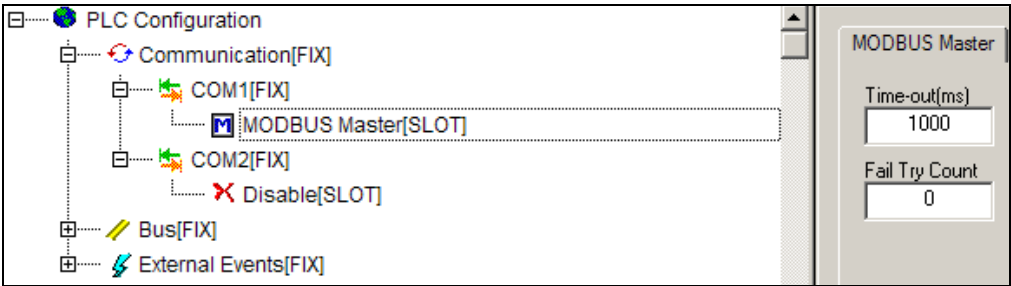 PLC Configuration
Communication[FIX]
COM1[FIX]
M MODBUS Master[SLOT]
COM2[FIX]
Disable[SLOT]
Bus[FIX]
External Events[FIX]
MODBUS Master
Time-out(ms)
1000
Fail Try Count
0